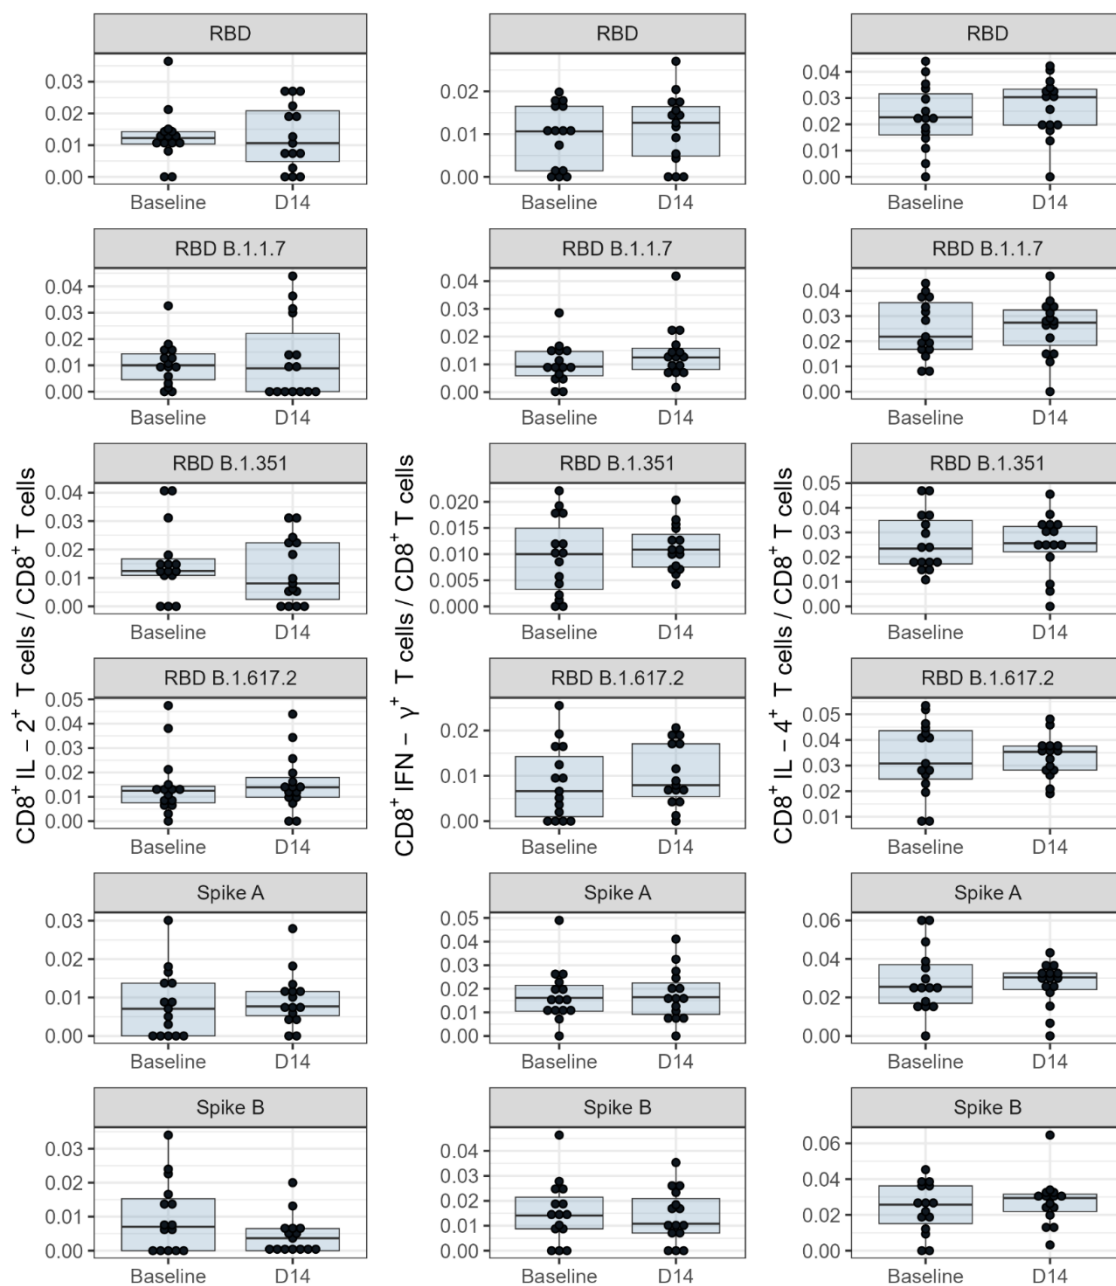 RBD
0.03
0.02
0.01
0.00
Baseline D14
RBD
0.02
0.01
0.00
Baseline D14
RBD
0.04
0.03
0.02
0.01
0.00
Baseline D14
RBD B.1.1.7
0.04
0.03
0.02
0.01
0.00
Baseline D14
RBD B.1.1.7
0.04
0.03
0.02
0.01
0.00
Baseline D14
RBD B.1.1.7
0.04
0.03
0.02
0.01
0.00
Baseline D14
CD8⁺ IL − 2⁺ T cells / CD8⁺ T cells
RBD B.1.351
0.04
0.03
0.02
0.01
0.00
Baseline D14
CD8⁺ IFN − γ⁺ T cells / CD8⁺ T cells
RBD B.1.351
0.020
0.015
0.010
0.005
0.000
Baseline D14
CD8⁺ IL − 4⁺ T cells / CD8⁺ T cells
RBD B.1.351
0.05
0.04
0.03
0.02
0.01
0.00
Baseline D14
RBD B.1.617.2
0.05
0.04
0.03
0.02
0.01
0.00
Baseline D14
RBD B.1.617.2
0.02
0.01
0.00
Baseline D14
RBD B.1.617.2
0.05
0.04
0.03
0.02
0.01
Baseline D14
Spike A
0.03
0.02
0.01
0.00
Baseline D14
Spike A
0.05
0.04
0.03
0.02
0.01
0.00
Baseline D14
Spike A
0.06
0.04
0.02
0.00
Baseline D14
Spike B
0.03
0.02
0.01
0.00
Baseline D14
Spike B
0.04
0.03
0.02
0.01
0.00
Baseline D14
Spike B
0.06
0.04
0.02
0.00
Baseline D14